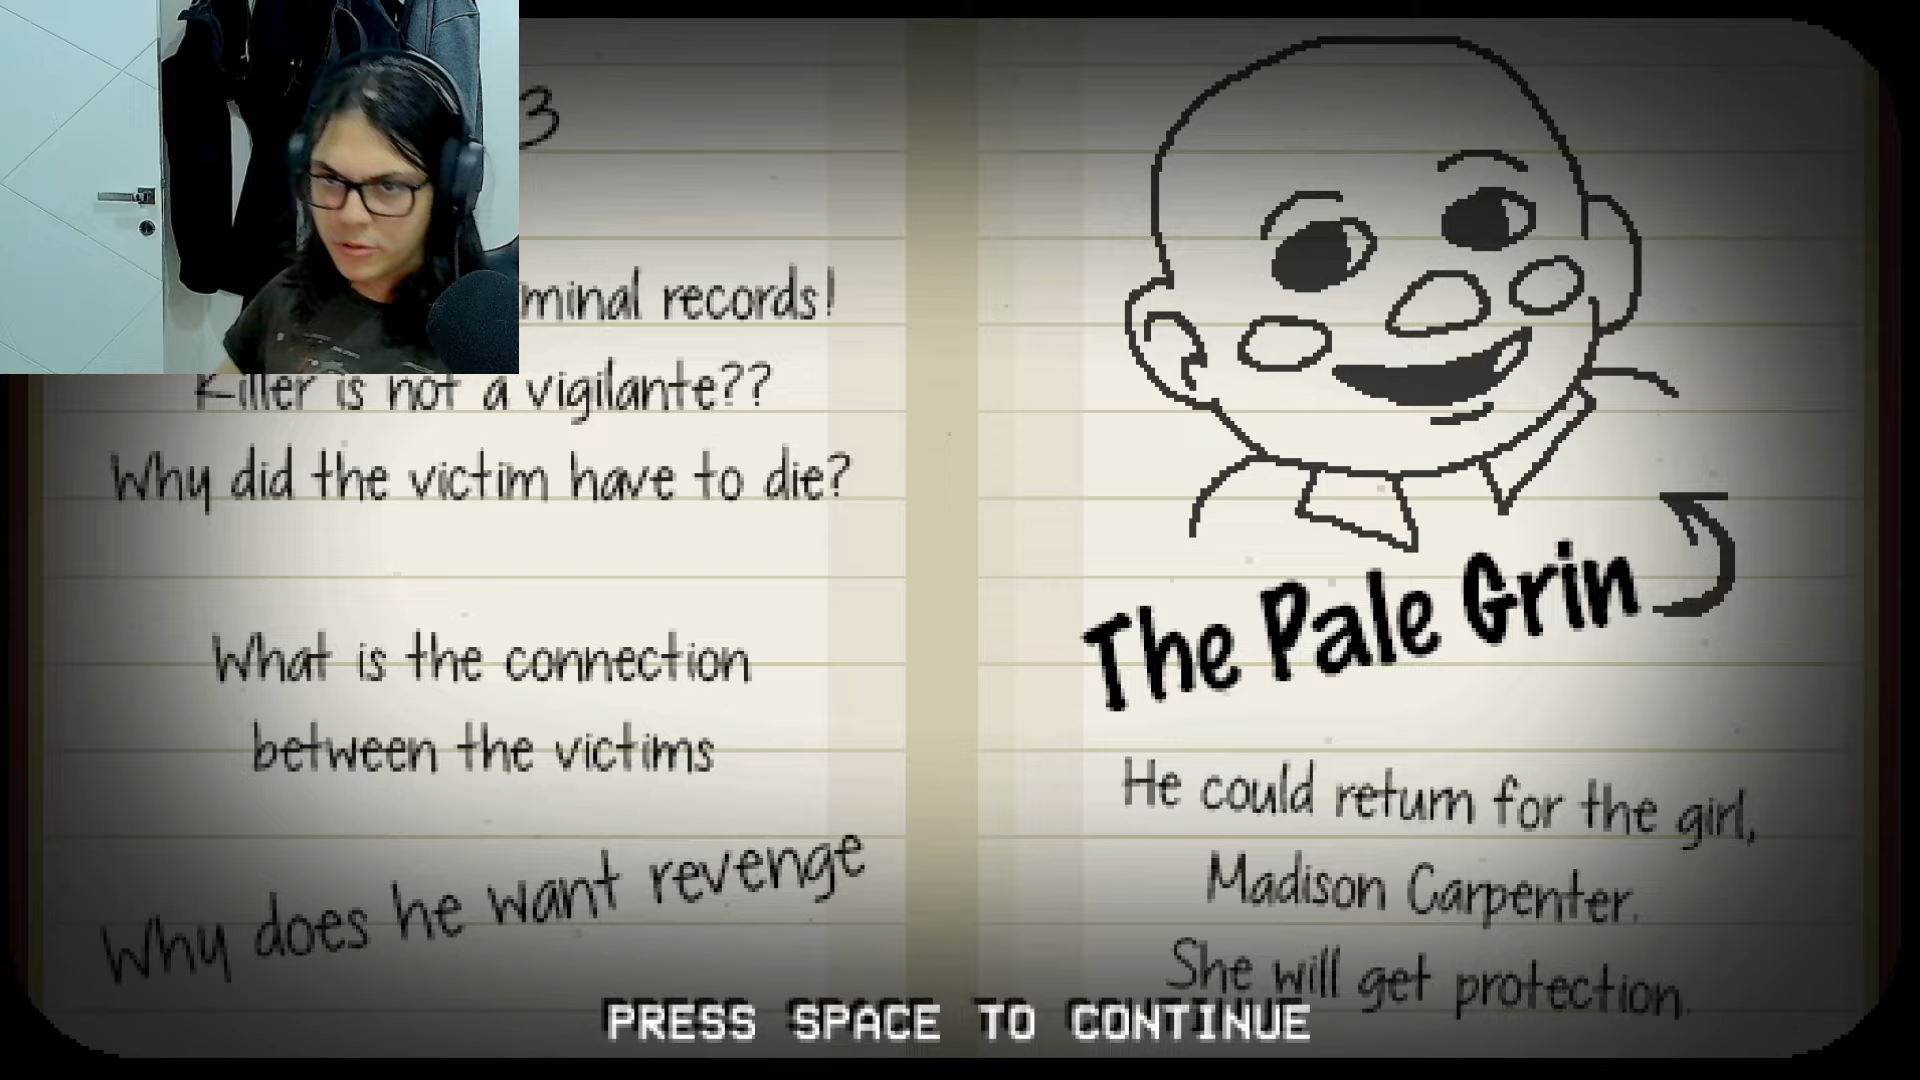 3
minal records!
Killer is not a vigilante??
Why did the victim have to die?
What is the connection
between the victims
Why does he want revenge
The Pale Grin
He could return for the girl,
Madison Carpenter.
She will get protection.
PRESS SPACE TO CONTINUE